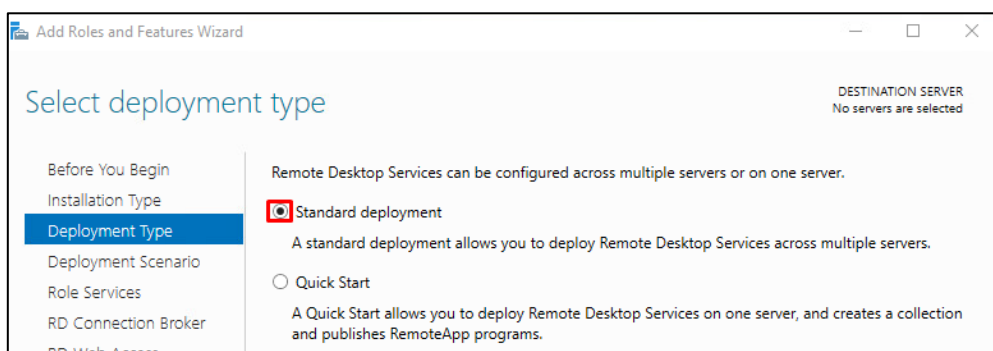 Add Roles and Features Wizard
Select deployment type
DESTINATION SERVER
No servers are selected
Before You Begin
Installation Type
Deployment Type
Deployment Scenario
Role Services
RD Connection Broker
RD Web Access
Remote Desktop Services can be configured across multiple servers or on one server.
Standard deployment
A standard deployment allows you to deploy Remote Desktop Services across multiple servers.
Quick Start
A Quick Start allows you to deploy Remote Desktop Services on one server, and creates a collection
and publishes RemoteApp programs.